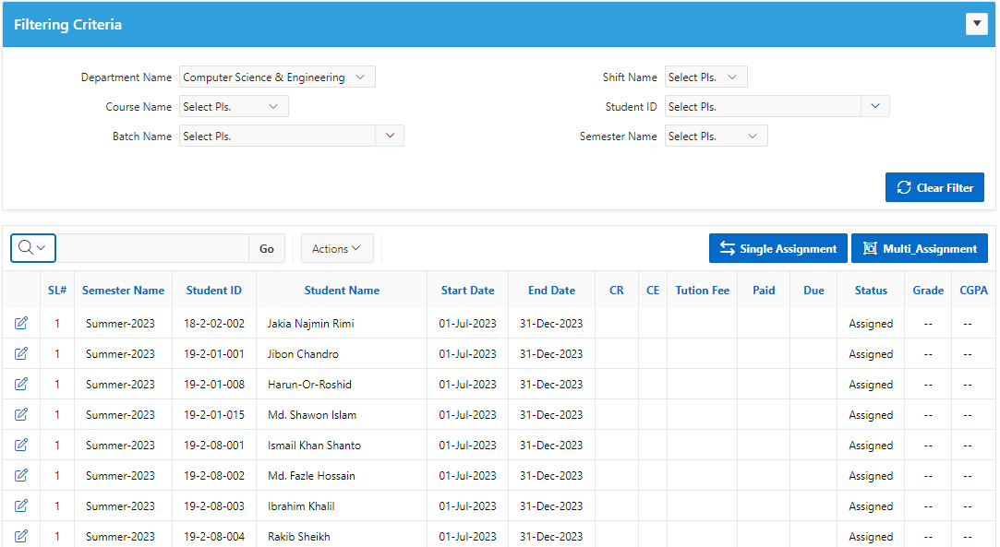 Filtering Criteria
Department Name Computer Science & Engineering Shift Name Select Pls.
Course Name Select Pls. Student ID Select Pls.
Batch Name Select Pls. Semester Name Select Pls.
Clear Filter
Go Actions Single Assignment Multi_Assignment
SL# Semester Name Student ID Student Name Start Date End Date CR CE Tution Fee Paid Due Status Grade CGPA
1 Summer-2023 18-2-02-002 Jakia Najmin Rimi 01-Jul-2023 31-Dec-2023 Assigned -- --
1 Summer-2023 19-2-01-001 Jibon Chandro 01-Jul-2023 31-Dec-2023 Assigned -- --
1 Summer-2023 19-2-01-008 Harun-Or-Roshid 01-Jul-2023 31-Dec-2023 Assigned -- --
1 Summer-2023 19-2-01-015 Md. Shawon Islam 01-Jul-2023 31-Dec-2023 Assigned -- --
1 Summer-2023 19-2-08-001 Ismail Khan Shanto 01-Jul-2023 31-Dec-2023 Assigned -- --
1 Summer-2023 19-2-08-002 Md. Fazle Hossain 01-Jul-2023 31-Dec-2023 Assigned -- --
1 Summer-2023 19-2-08-003 Ibrahim Khalil 01-Jul-2023 31-Dec-2023 Assigned -- --
1 Summer-2023 19-2-08-004 Rakib Sheikh 01-Jul-2023 31-Dec-2023 Assigned -- --